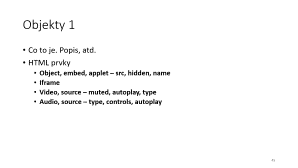 Objekty 1
• Co to je. Popis, atd.
• HTML prvky
• Object, embed, applet – src, hidden, name
• Iframe
• Video, source – muted, autoplay, type
• Audio, source – type, controls, autoplay